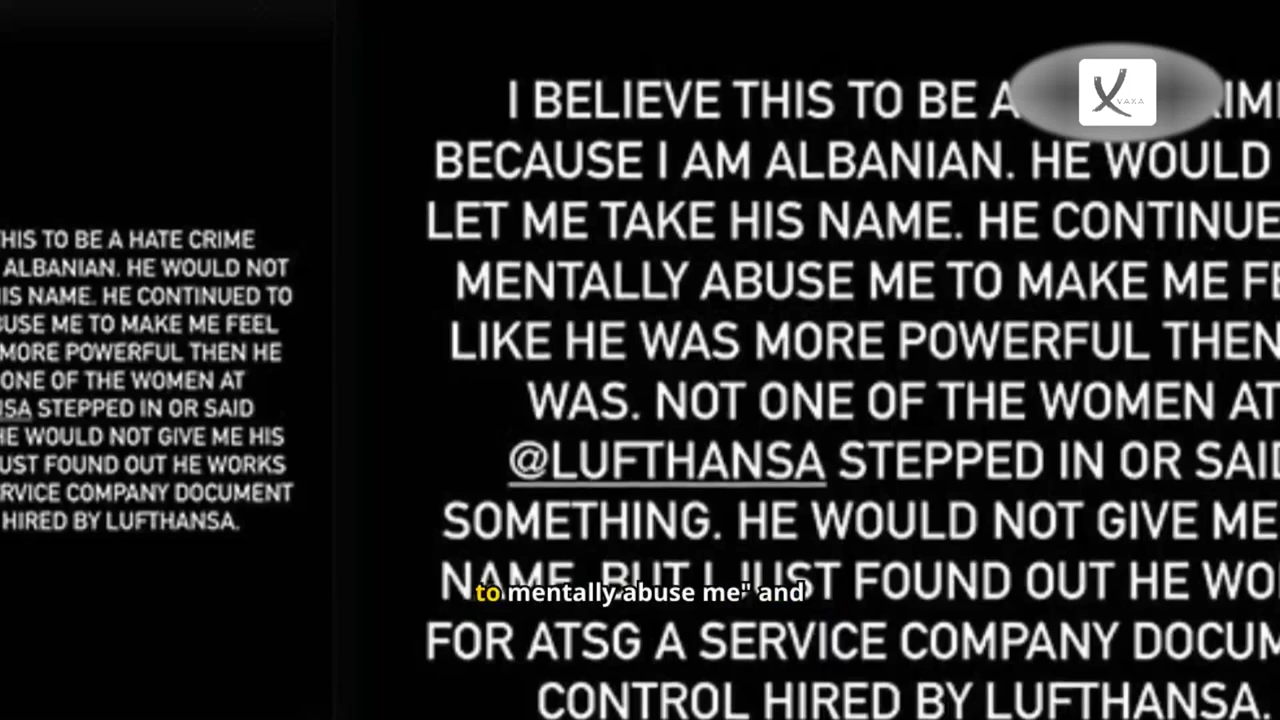 THIS TO BE A HATE CRIME
ALBANIAN. HE WOULD NOT
HIS NAME. HE CONTINUED TO
BUSE ME TO MAKE ME FEEL
MORE POWERFUL THEN HE
ONE OF THE WOMEN AT
NSA STEPPED IN OR SAID
HE WOULD NOT GIVE ME HIS
UST FOUND OUT HE WORKS
RVICE COMPANY DOCUMENT
HIRED BY LUFTHANSA.
I BELIEVE THIS TO BE A
BECAUSE I AM ALBANIAN. HE WOULD
LET ME TAKE HIS NAME. HE CONTINUE
MENTALLY ABUSE ME TO MAKE ME FE
LIKE HE WAS MORE POWERFUL THEN
WAS. NOT ONE OF THE WOMEN AT
@LUFTHANSA STEPPED IN OR SAID
SOMETHING. HE WOULD NOT GIVE ME
NAME. BUT I JUST FOUND OUT HE WO
FOR ATSG A SERVICE COMPANY DOCUM
CONTROL HIRED BY LUFTHANSA.
to mentally abuse me" and
VAXA